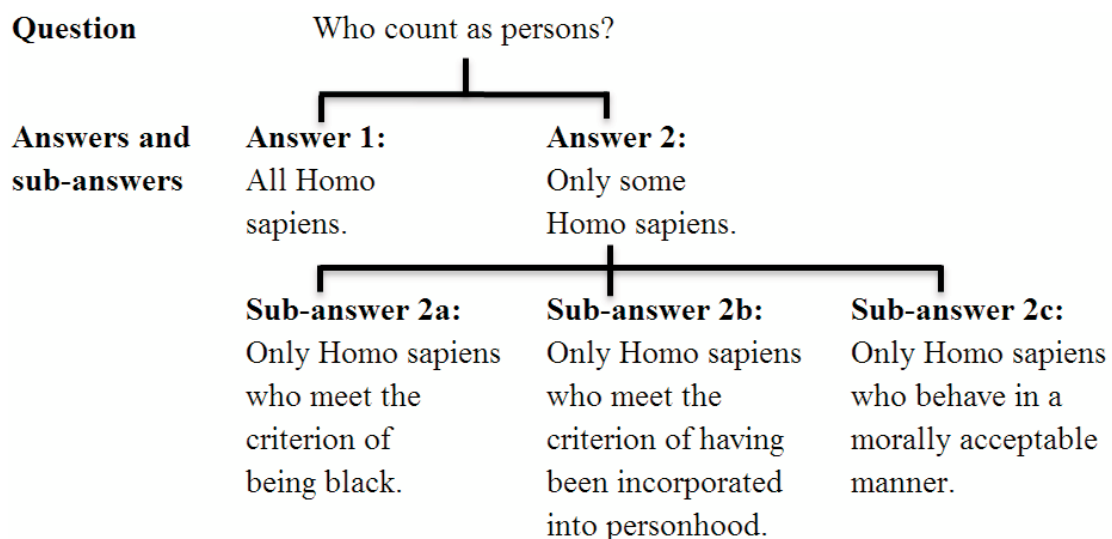 Question Who count as persons?
Answers and sub-answers
Answer 1:
All Homo
sapiens.
Answer 2:
Only some
Homo sapiens.
Sub-answer 2a:
Only Homo sapiens
who meet the
criterion of
being black.
Sub-answer 2b:
Only Homo sapiens
who meet the
criterion of having
been incorporated
into personhood.
Sub-answer 2c:
Only Homo sapiens
who behave in a
morally acceptable
manner.